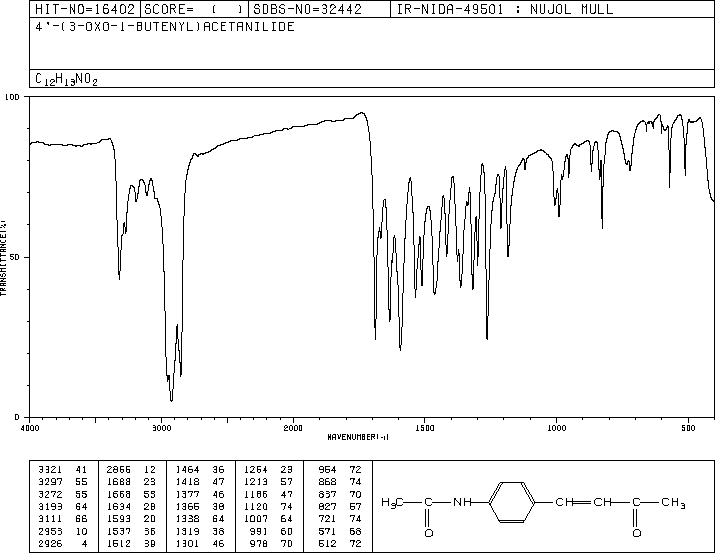 HIT-NO=16402 SCORE= ( ) SDBS-NO=32442 IR-NIDA-49501 : NUJOL MULL
4'-(3-OXO-1-BUTENYL)ACETANILIDE
C12H13NO2
100
50
0
TRANSMITTANCE(%)
4000 3000 2000 1500 1000 500
WAVENUMBER(-1)
3321 41 2866 12 1464 36 1264 23 964 72
3297 55 1688 23 1418 47 1213 57 868 74
3272 55 1668 55 1377 46 1186 47 837 70
3193 64 1634 28 1366 38 1120 74 827 57
3111 66 1593 20 1338 64 1007 64 721 74
2953 10 1537 36 1319 38 991 60 571 68
2926 4 1512 39 1301 46 978 70 512 72
H3C C NH CH CH C CH3
O O